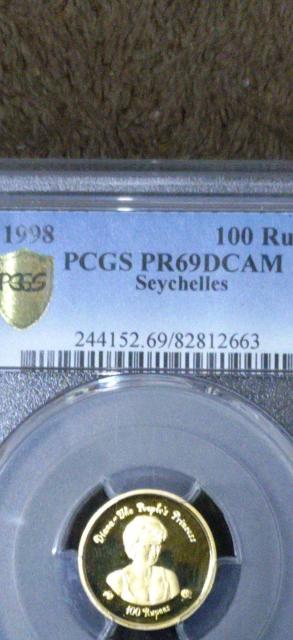 1998 100 Ru
PCGS PCGS PR69DCAM
Seychelles
244152.69/82812663
Diana-The People's Princess
100 Rupees